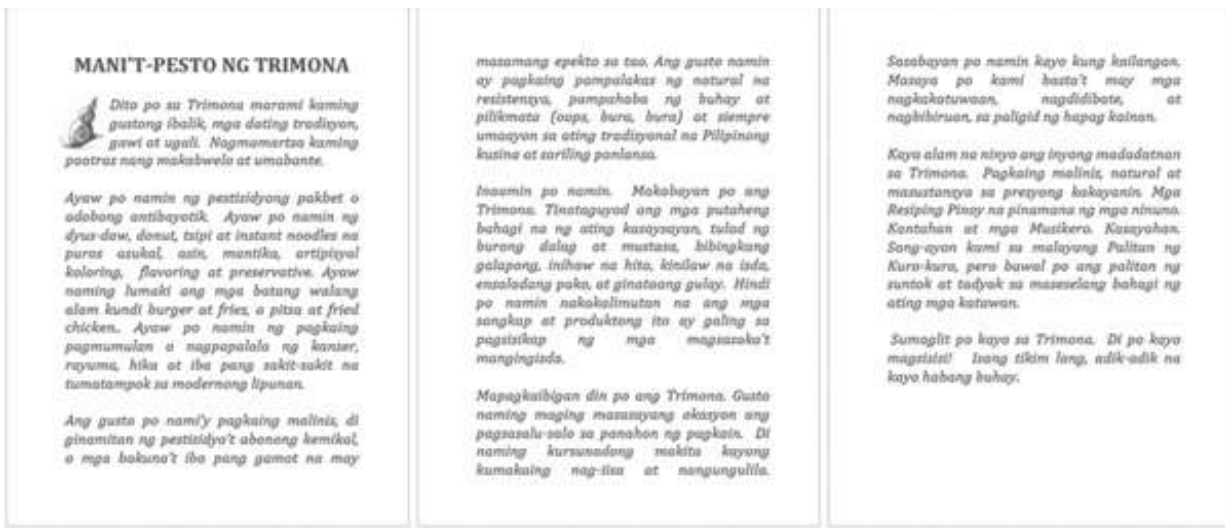 MANI'T-PESTO NG TRIMONA
Dito po sa Trimona marami kaming
gustong ibalik, mga dating tradisyon,
gawi at ugali. Nagmamartsa kaming
paatras nang makabwelo at umabante.
Ayaw po namin ng pestisidyong pakbet o
adobong antibayotik. Ayaw po namin ng
dyus-daw, donut, tsipi at instant noodles na
puros asukal, asin, mantika, artipisyal
koloring, flavoring at preservative. Ayaw
naming lumaki ang mga batang walang
alam kundi burger at fries, o pitsa at fried
chicken.. Ayaw po namin ng pagkaing
pagmumulan o nagpapalala ng kanser,
rayuma, hika at iba pang sakit-sakit na
tumatampok sa modernong lipunan.
Ang gusto po nami'y pagkaing malinis, di
ginamitan ng pestisidyo't abonong kemikal,
o mga bakuna't iba pang gamot na may
masamang epekto sa tao. Ang gusto namin
ay pagkaing pampalakas ng natural na
resistensya, pampahaba ng buhay at
pilikmata (oops, bura, bura) at siempre
umaayon sa ating tradisyonal na Pilipinong
kusina at sariling panlasa.
Inaamin po namin. Makabayan po ang
Trimona. Tinataguyod ang mga putaheng
bahagi na ng ating kasaysayan, tulad ng
burong dalag at mustasa, bibingkang
galapong, inihaw na hito, kinilaw na isda,
ensaladang pako, at ginataang gulay. Hindi
po namin nakakalimutan na ang mga
sangkap at produktong ito ay galing sa
pagsisikap ng mga magsasaka't
mangingisda.
Mapagkaibigan din po ang Trimona. Gusto
naming maging masasayang okasyon ang
pagsasalu-salo sa panahon ng pagkain. Di
naming kursunadang makita kayong
kumakaing nag-iisa at nangungulila.
Sasabayan po namin kayo kung kailangan.
Masaya po kami basta't may mga
nagkakatuwaan, nagdidibate, at
nagbibiruan, sa paligid ng hapag kainan.
Kaya alam na ninyo ang inyong madadatnan
sa Trimona. Pagkaing malinis, natural at
masustansya sa presyong kakayanin. Mga
Resiping Pinoy na pinamana ng mga ninuno.
Kantahan at mga Musikero. Kasayahan.
Sang-ayon kami sa malayang Palitan ng
Kuro-kuro, pero bawal po ang palitan ng
suntok at tadyak sa maseselang bahagi ng
ating mga katawan.
Sumaglit po kayo sa Trimona. Di po kayo
magsisisi! Isang tikim lang, adik-adik na
kayo habang buhay.